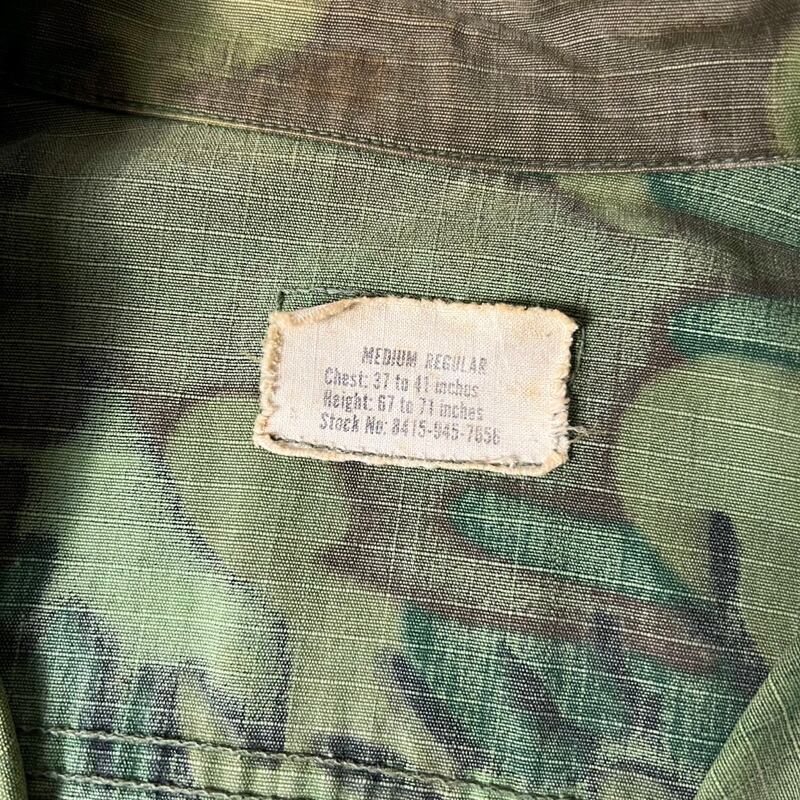 MEDIUM REGULAR
Chest: 37 to 41 inches
Height: 67 to 71 inches
Stock No: 8415-945-7656